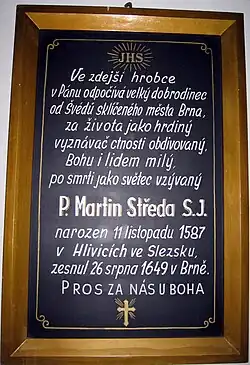 JHS
Ve zdejší hrobce
v Pánu odpočívá velký dobrodinec
od Švédů skličeného města Brna,
za života jako hrdiný
vyznávač ctnosti obdivovaný,
Bohu i lidem milý,
po smrti jako světec vzývaný
P. Martin Středa S.J.
narozen 11 listopadu 1587
v Hlivicích ve Slezsku,
zesnul 26 srpna 1649 v Brně.
PROS ZA NÁS U BOHA